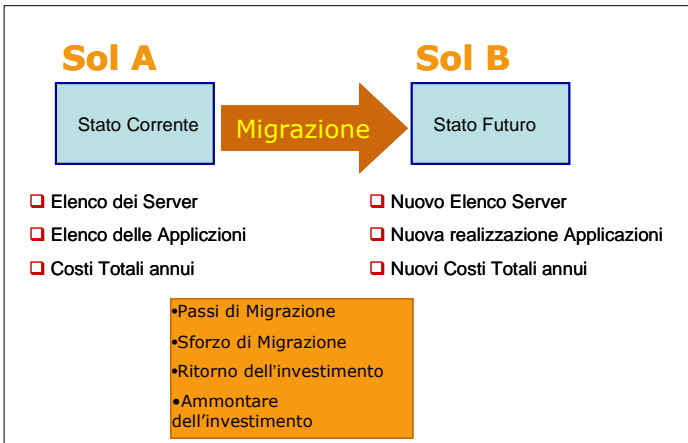 Sol A
Sol B
Stato Corrente
Migrazione
Stato Futuro
❑ Elenco dei Server
❑ Elenco delle Appliczioni
❑ Costi Totali annui
❑ Nuovo Elenco Server
❑ Nuova realizzazione Applicazioni
❑ Nuovi Costi Totali annui
•Passi di Migrazione
•Sforzo di Migrazione
•Ritorno dell'investimento
•Ammontare
dell'investimento